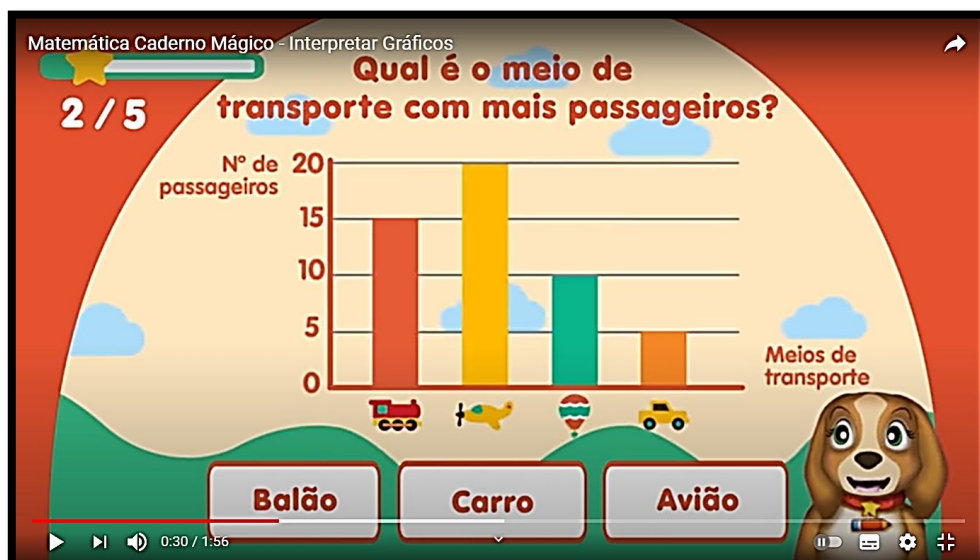 Matemática Caderno Mágico - Interpretar Gráficos
2 / 5
Qual é o meio de
transporte com mais passageiros?
Nº de
passageiros
20
15
10
5
0
Meios de
transporte
Balão
Carro
Avião
0:30 / 1:56